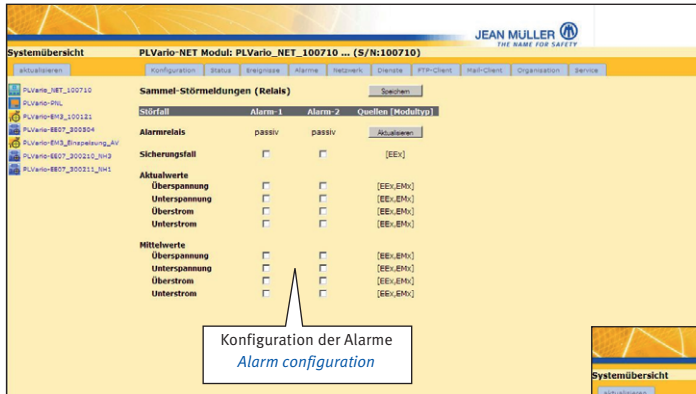 JEAN MÜLLER
THE NAME FOR SAFETY
Systemübersicht
PLVario-NET Modul: PLVario_NET_100710 ... (S/N:100710)
aktualisieren
Konfiguration Status Ereignisse Alarme Netzwerk Dienste FTP-Client Mail-Client Organisation Service
PLVario_NET_100710
PLVario-PNL
PLVario-EM3_100121
PLVario-EE07_300504
PLVario-EM3_Einspeisung_AV
PLVario-EE07_300210_NH3
PLVario-EE07_300211_NH1
Sammel-Störmeldungen (Relais) Speichern
Störfall Alarm-1 Alarm-2 Quellen [Modultyp]
Alarmrelais passiv passiv Aktualisieren
Sicherungsfall [EEx]
Aktualwerte
Überspannung [EEx,EMx]
Unterspannung [EEx,EMx]
Überstrom [EEx,EMx]
Unterstrom [EEx,EMx]
Mittelwerte
Überspannung [EEx,EMx]
Unterspannung [EEx,EMx]
Überstrom [EEx,EMx]
Unterstrom [EEx,EMx]
Konfiguration der Alarme
Alarm configuration
Systemübersicht
aktualisieren